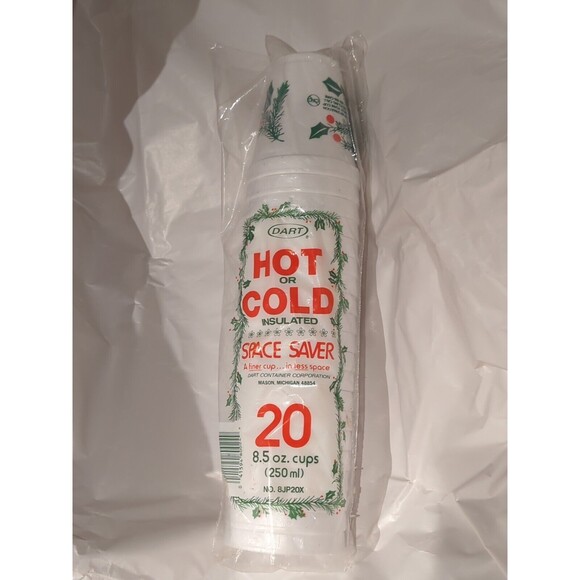 DART
HOT
OR
COLD
INSULATED
SPACE SAVER
A finer cup... in less space
DART CONTAINER CORPORATION
MASON, MICHIGAN 48854
20
8.5 oz. cups
(250 ml)
NO. 8JP20X